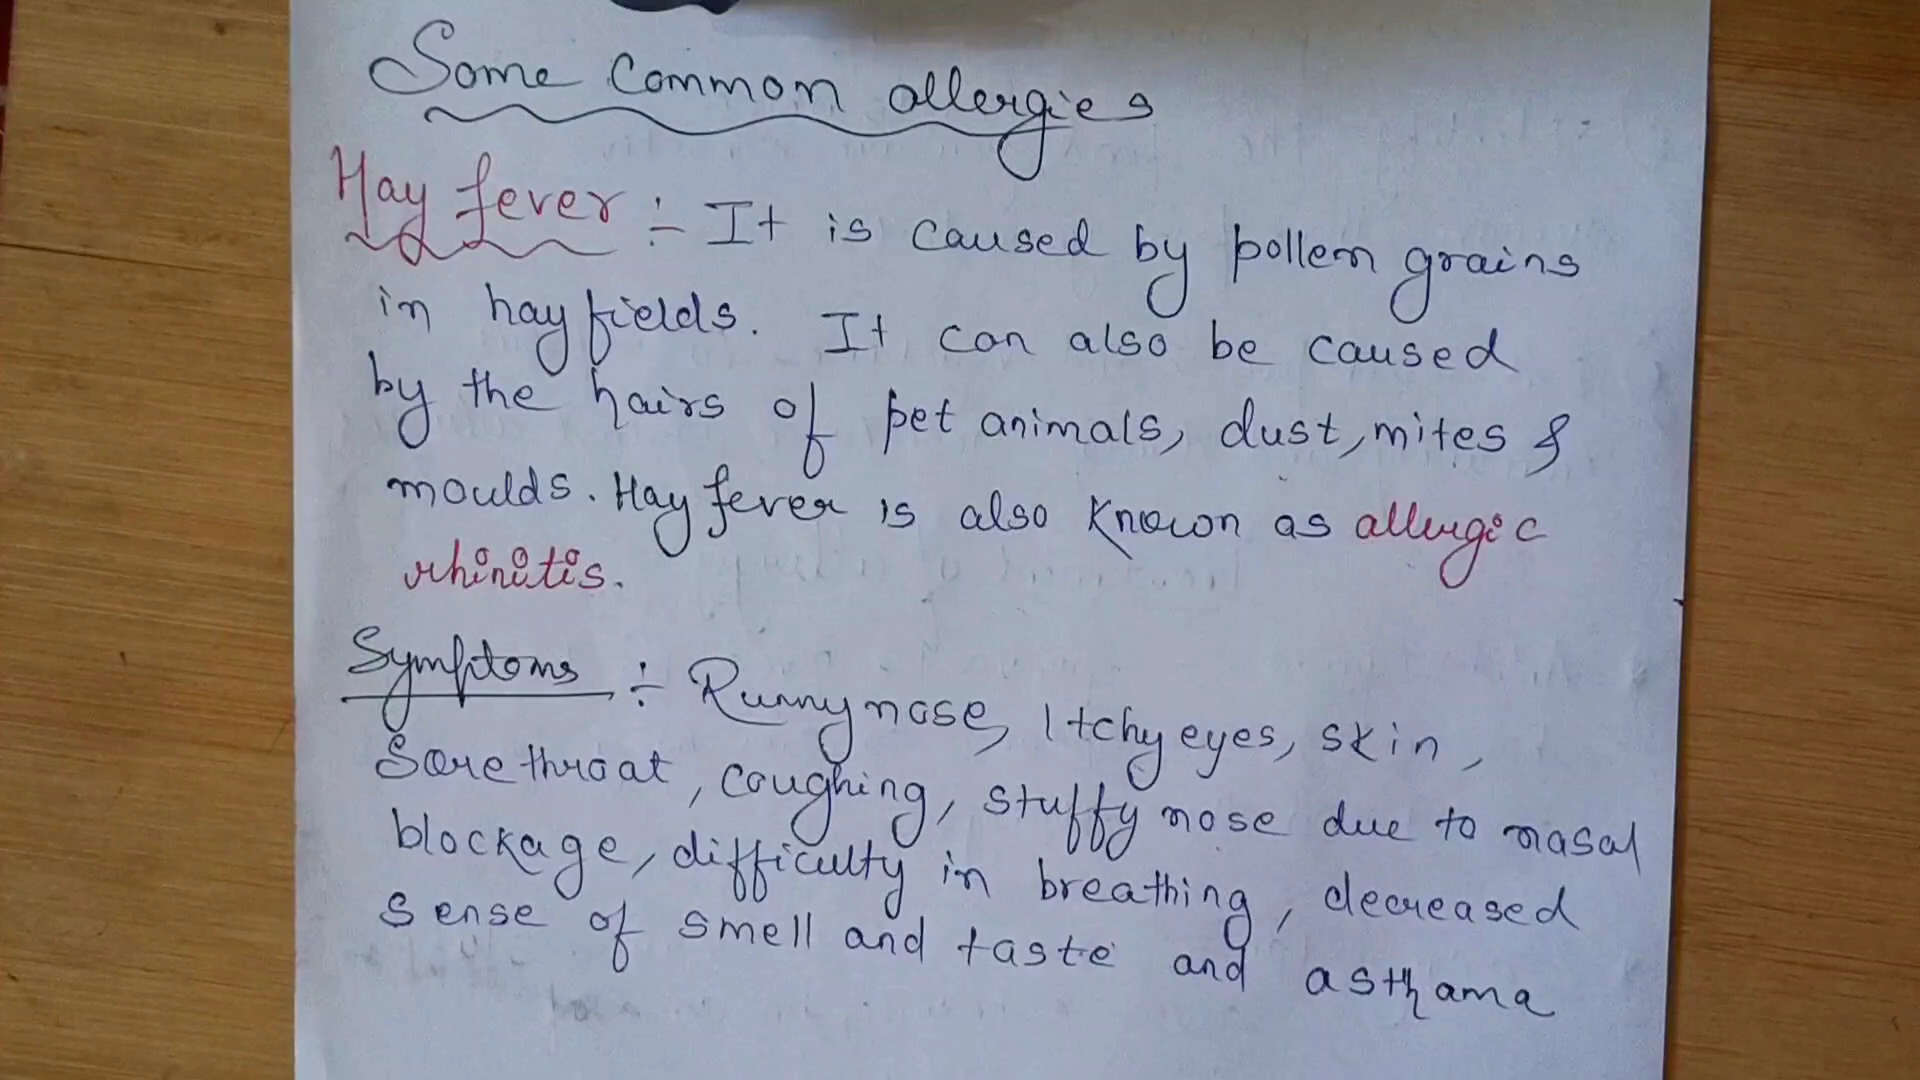 Some Common allergies
Hay fever :- It is caused by pollen grains
in hay fields. It can also be caused
by the hairs of pet animals, dust, mites &
moulds. Hay fever is also known as allergic
rhinitis.
Symptoms :- Runny nose, Itchy eyes, skin,
Sore throat, coughing, stuffy nose due to nasal
blockage, difficulty in breathing, decreased
sense of smell and taste and asthama